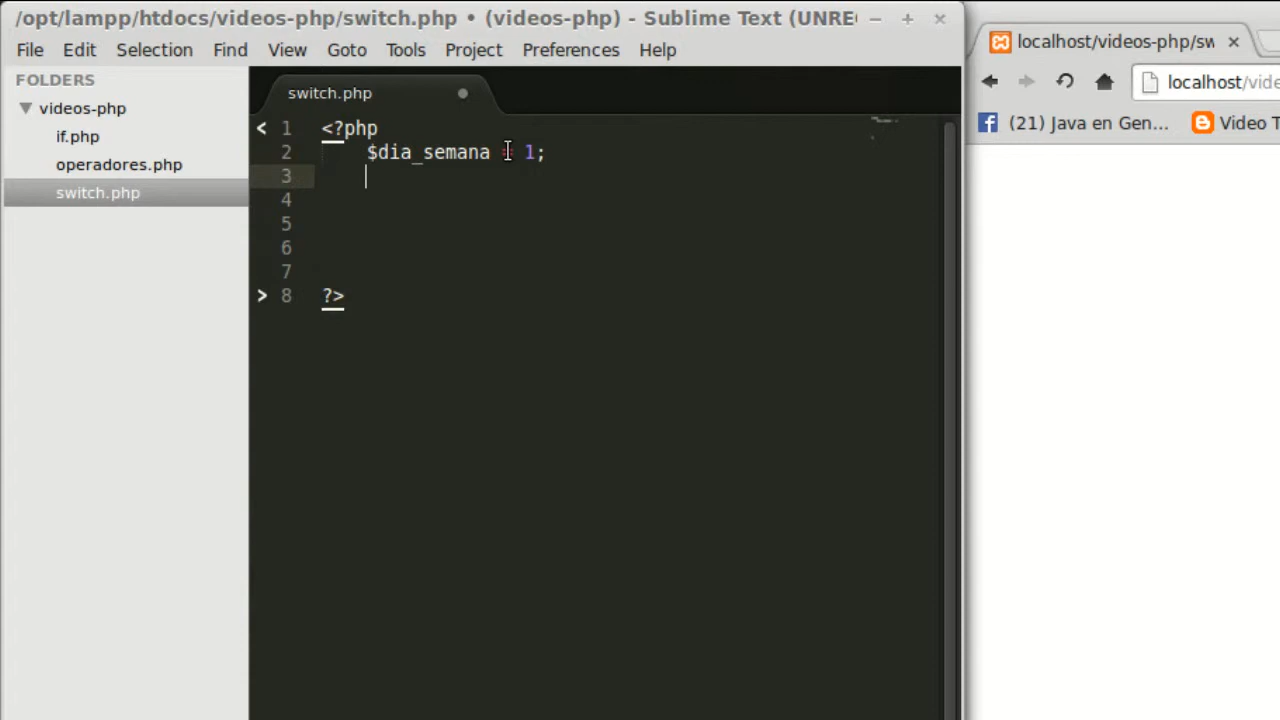 /opt/lampp/htdocs/videos-php/switch.php • (videos-php) - Sublime Text (UNRE
File Edit Selection Find View Goto Tools Project Preferences Help
FOLDERS
videos-php
if.php
operadores.php
switch.php
switch.php
1 <?php
2 $dia_semana = 1;
3
4
5
6
7
8 ?>
localhost/videos-php/sw
localhost/vide
(21) Java en Gen... Video T